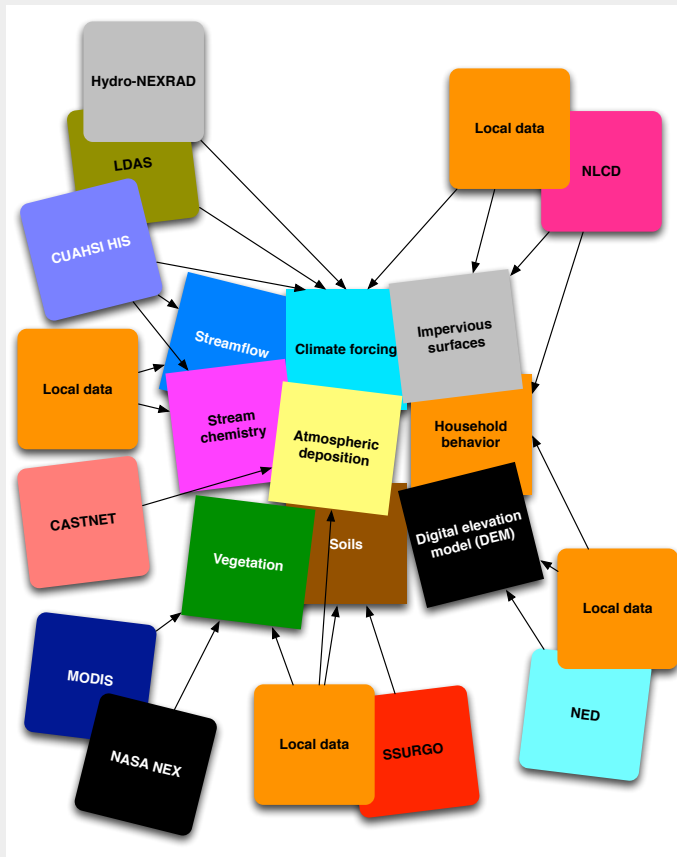 Hydro-NEXRAD
Local data
LDAS
NLCD
CUAHSI HIS
Streamflow
Climate forcing
Impervious
surfaces
Local data
Stream
chemistry
Atmospheric
deposition
Household
behavior
CASTNET
Digital elevation
model (DEM)
Vegetation
Soils
Local data
MODIS
NED
NASA NEX
Local data
SSURGO